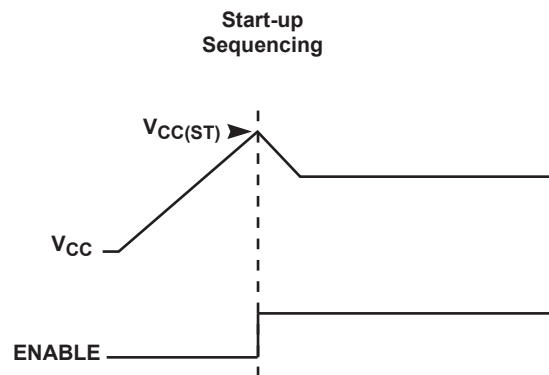 Start-up
Sequencing
VCC(ST)
VCC
ENABLE